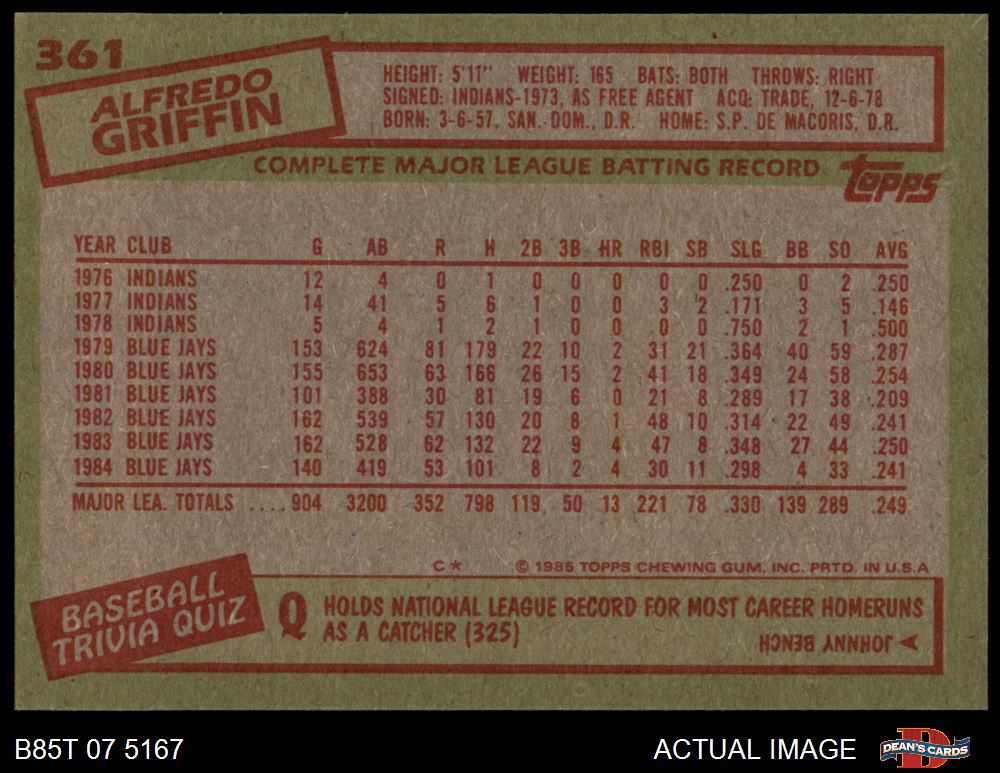 361
ALFREDO
GRIFFIN
HEIGHT: 5'11" WEIGHT: 165 BATS: BOTH THROWS: RIGHT
SIGNED: INDIANS-1973, AS FREE AGENT ACQ: TRADE, 12-6-78
BORN: 3-6-57, SAN. DOM., D.R. HOME: S.P. DE MACORIS, D.R.
COMPLETE MAJOR LEAGUE BATTING RECORD
topps
YEAR CLUB G AB R H 2B 3B HR RBI SB SLG BB SO AVG
1976 INDIANS 12 4 0 1 0 0 0 0 0 .250 0 2 .250
1977 INDIANS 14 41 5 6 1 0 0 3 2 .171 3 5 .146
1978 INDIANS 5 4 1 2 1 0 0 0 0 .750 2 1 .500
1979 BLUE JAYS 153 624 81 179 22 10 2 31 21 .364 40 59 .287
1980 BLUE JAYS 155 653 63 166 26 15 2 41 18 .349 24 58 .254
1981 BLUE JAYS 101 388 30 81 19 6 0 21 8 .289 17 38 .209
1982 BLUE JAYS 162 539 57 130 20 8 1 48 10 .314 22 49 .241
1983 BLUE JAYS 162 528 62 132 22 9 4 47 8 .348 27 44 .250
1984 BLUE JAYS 140 419 53 101 8 2 4 30 11 .298 4 33 .241
MAJOR LEA. TOTALS .... 904 3200 352 798 119 50 13 221 78 .330 139 289 .249
C* © 1985 TOPPS CHEWING GUM, INC. PRTD. IN U.S.A
BASEBALL
TRIVIA QUIZ
Q HOLDS NATIONAL LEAGUE RECORD FOR MOST CAREER HOMERUNS
AS A CATCHER (325)
JOHNNY BENCH
B85T 07 5167
ACTUAL IMAGE
D
DEAN'S CARDS